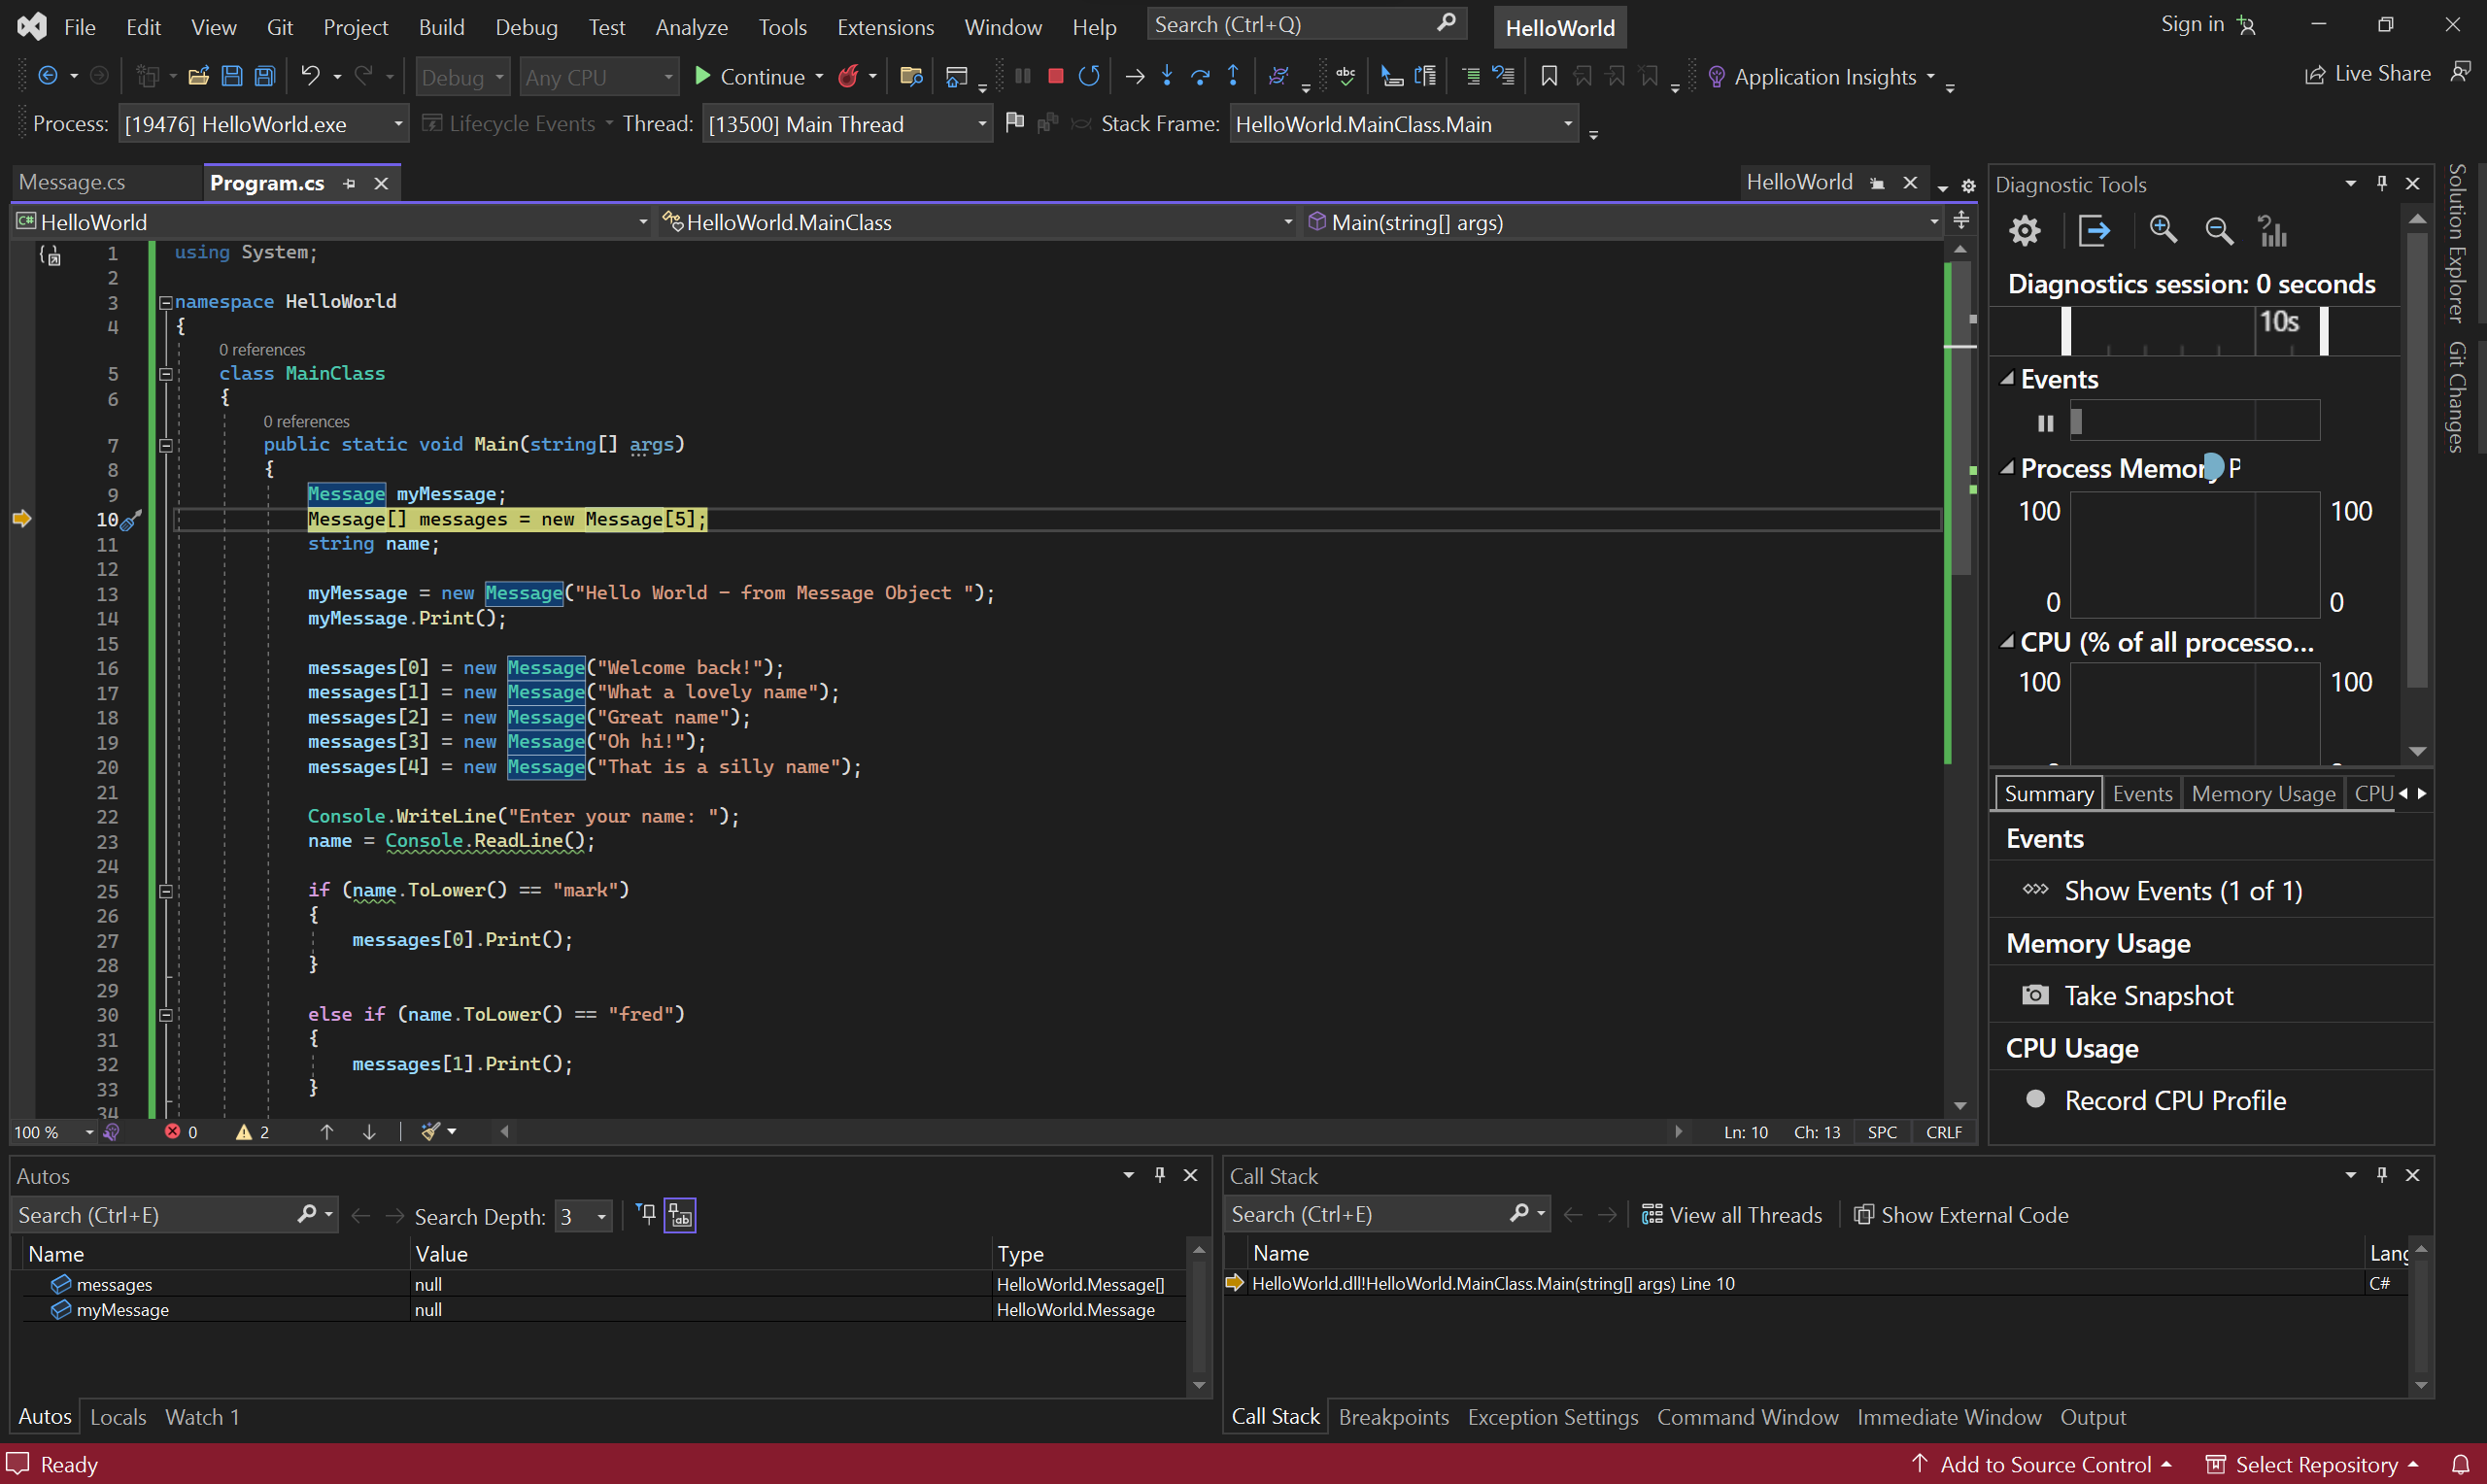 File Edit View Git Project Build Debug Test Analyze Tools Extensions Window Help Search (Ctrl+Q) HelloWorld Sign in
Debug Any CPU Continue Application Insights Live Share
Process: [19476] HelloWorld.exe Lifecycle Events Thread: [13500] Main Thread Stack Frame: HelloWorld.MainClass.Main
Message.cs Program.cs HelloWorld
HelloWorld HelloWorld.MainClass Main(string[] args)
1 using System;
2
3 namespace HelloWorld
4 {
0 references
5 class MainClass
6 {
0 references
7 public static void Main(string[] args)
8 {
9 Message myMessage;
10 Message[] messages = new Message[5];
11 string name;
12
13 myMessage = new Message("Hello World - from Message Object ");
14 myMessage.Print();
15
16 messages[0] = new Message("Welcome back!");
17 messages[1] = new Message("What a lovely name");
18 messages[2] = new Message("Great name");
19 messages[3] = new Message("Oh hi!");
20 messages[4] = new Message("That is a silly name");
21
22 Console.WriteLine("Enter your name: ");
23 name = Console.ReadLine();
24
25 if (name.ToLower() == "mark")
26 {
27 messages[0].Print();
28 }
29
30 else if (name.ToLower() == "fred")
31 {
32 messages[1].Print();
33 }
34
100 % 0 2 Ln: 10 Ch: 13 SPC CRLF
Diagnostic Tools
Diagnostics session: 0 seconds
10s
Events
Process Memory P
100 100
0 0
CPU (% of all processo...
100 100
Summary Events Memory Usage CPU
Events
Show Events (1 of 1)
Memory Usage
Take Snapshot
CPU Usage
Record CPU Profile
Solution Explorer
Git Changes
Autos
Search (Ctrl+E) Search Depth: 3
Name Value Type
messages null HelloWorld.Message[]
myMessage null HelloWorld.Message
Autos Locals Watch 1
Call Stack
Search (Ctrl+E) View all Threads Show External Code
Name Lang
HelloWorld.dll!HelloWorld.MainClass.Main(string[] args) Line 10 C#
Call Stack Breakpoints Exception Settings Command Window Immediate Window Output
Ready Add to Source Control Select Repository